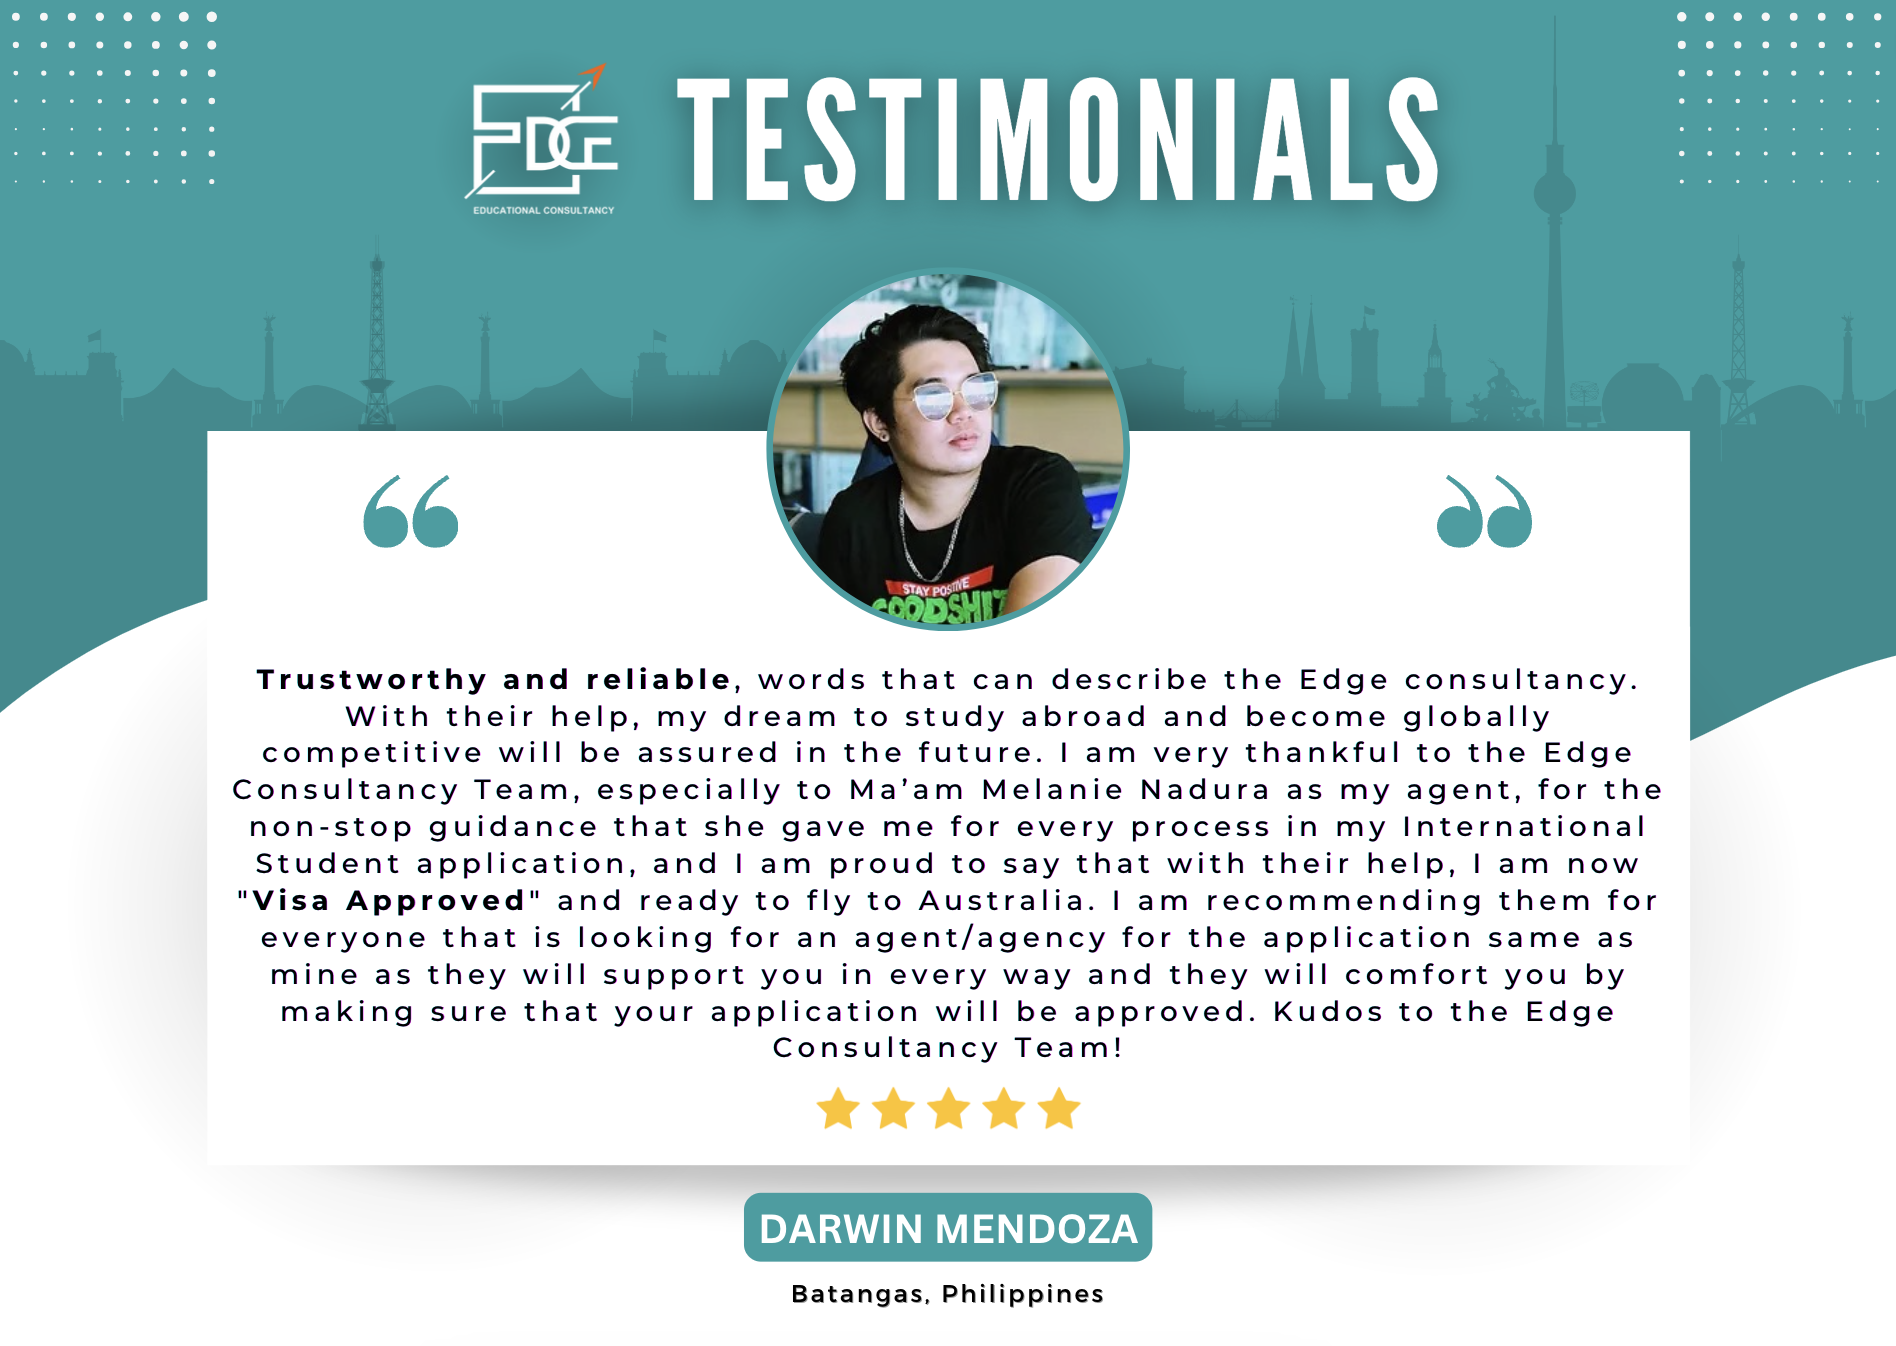 EDGE
EDUCATIONAL CONSULTANCY
TESTIMONIALS
STAY POSITIVE
GOODSHIT
“
”
Trustworthy and reliable, words that can describe the Edge consultancy.
With their help, my dream to study abroad and become globally
competitive will be assured in the future. I am very thankful to the Edge
Consultancy Team, especially to Ma’am Melanie Nadura as my agent, for the
non-stop guidance that she gave me for every process in my International
Student application, and I am proud to say that with their help, I am now
"Visa Approved" and ready to fly to Australia. I am recommending them for
everyone that is looking for an agent/agency for the application same as
mine as they will support you in every way and they will comfort you by
making sure that your application will be approved. Kudos to the Edge
Consultancy Team!
DARWIN MENDOZA
Batangas, Philippines